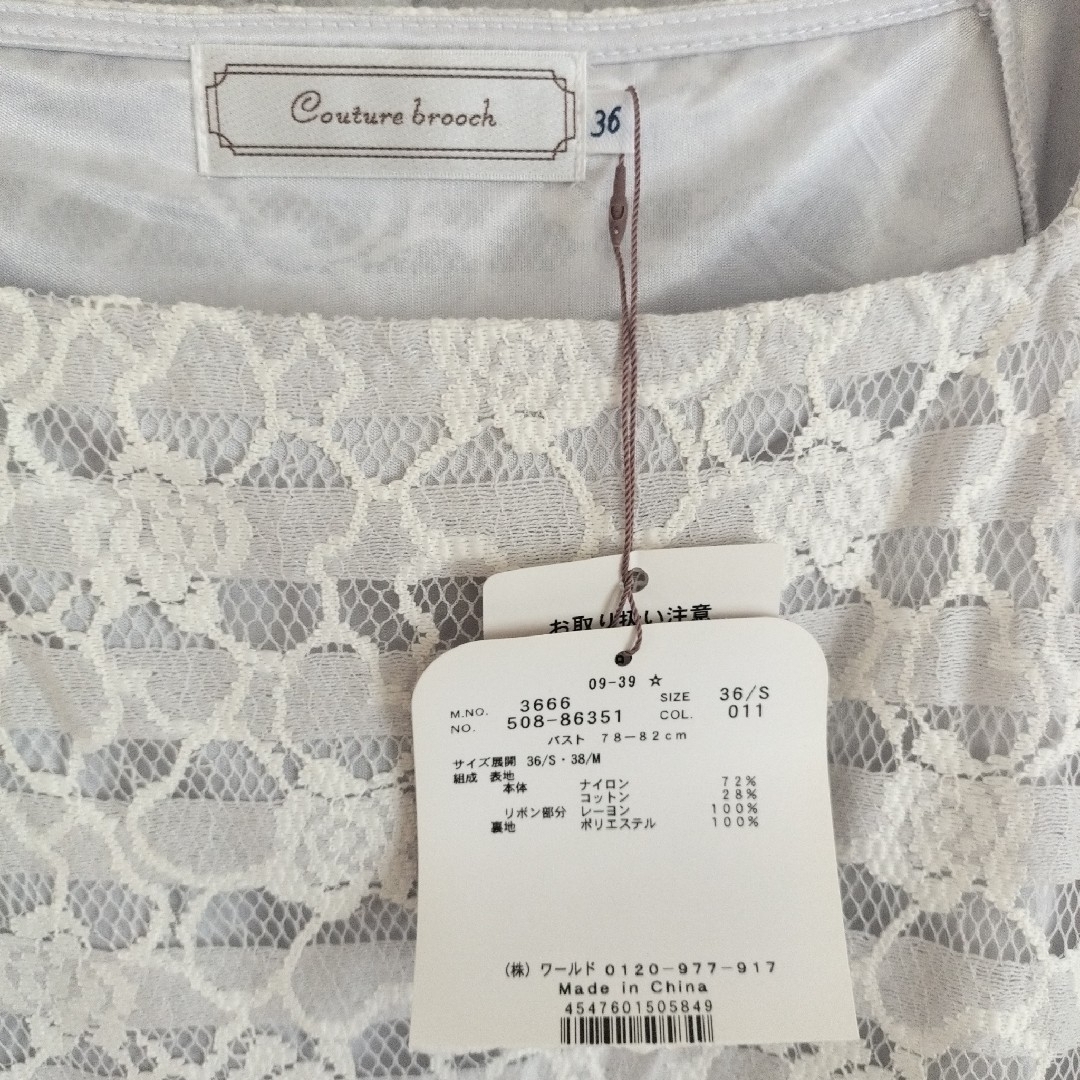 Couture brooch
36
お取り扱い注意
09-39 ☆
M.NO. 3666 SIZE 36/S
NO. 508-86351 COL. 011
バスト 78-82cm
サイズ展開 36/S・38/M
組成 表地
本体 ナイロン 72%
コットン 28%
リボン部分 レーヨン 100%
裏地 ポリエステル 100%
(株) ワールド 0120-977-917
Made in China
4547601505849